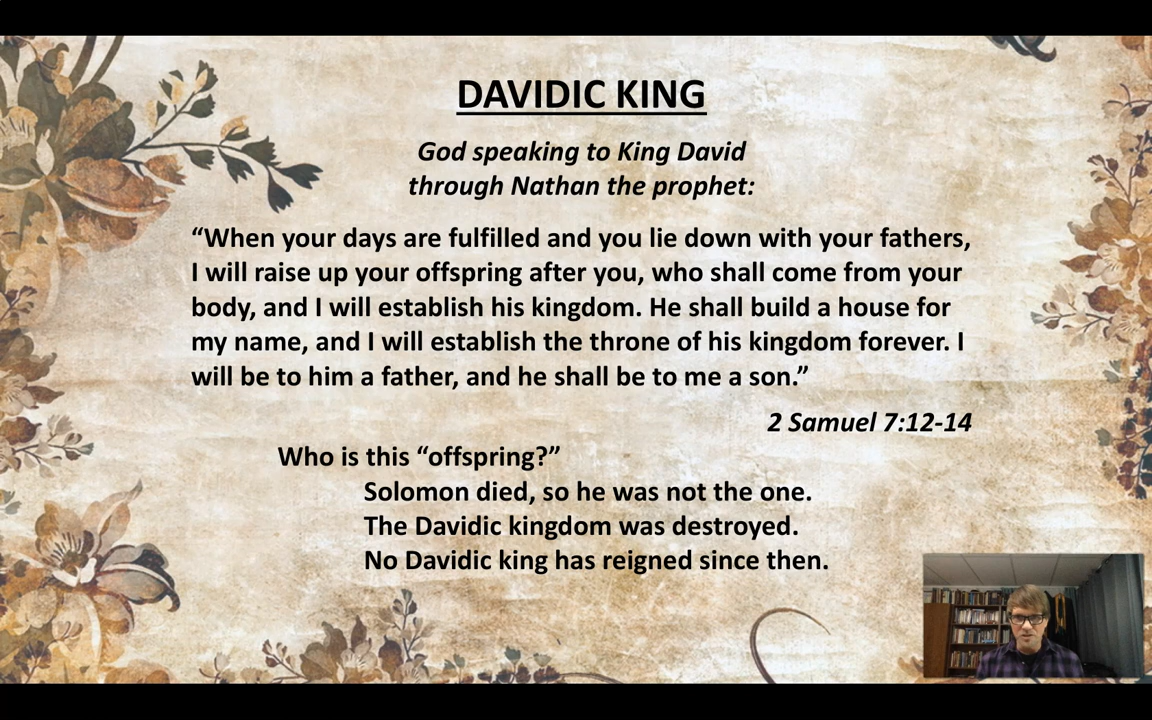 DAVIDIC KING
God speaking to King David
through Nathan the prophet:
“When your days are fulfilled and you lie down with your fathers,
I will raise up your offspring after you, who shall come from your
body, and I will establish his kingdom. He shall build a house for
my name, and I will establish the throne of his kingdom forever. I
will be to him a father, and he shall be to me a son.”
2 Samuel 7:12-14
Who is this “offspring?”
Solomon died, so he was not the one.
The Davidic kingdom was destroyed.
No Davidic king has reigned since then.